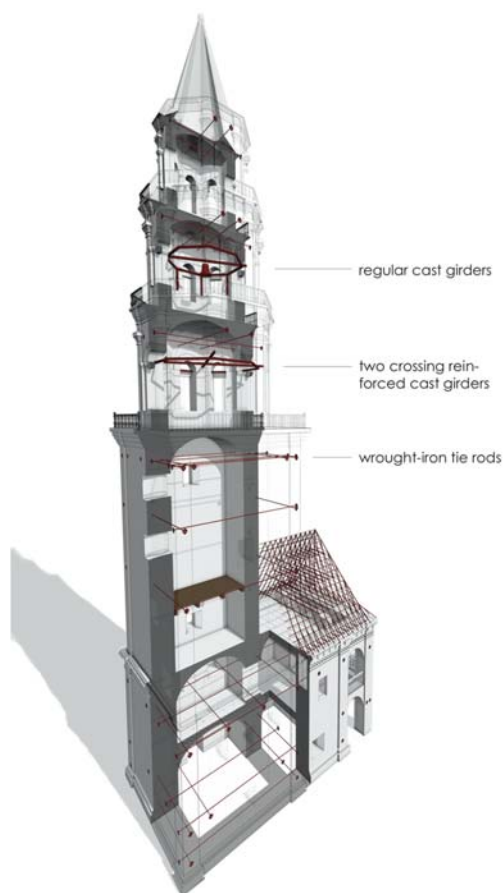 regular cast girders
two crossing rein-
forced cast girders
wrought-iron tie rods